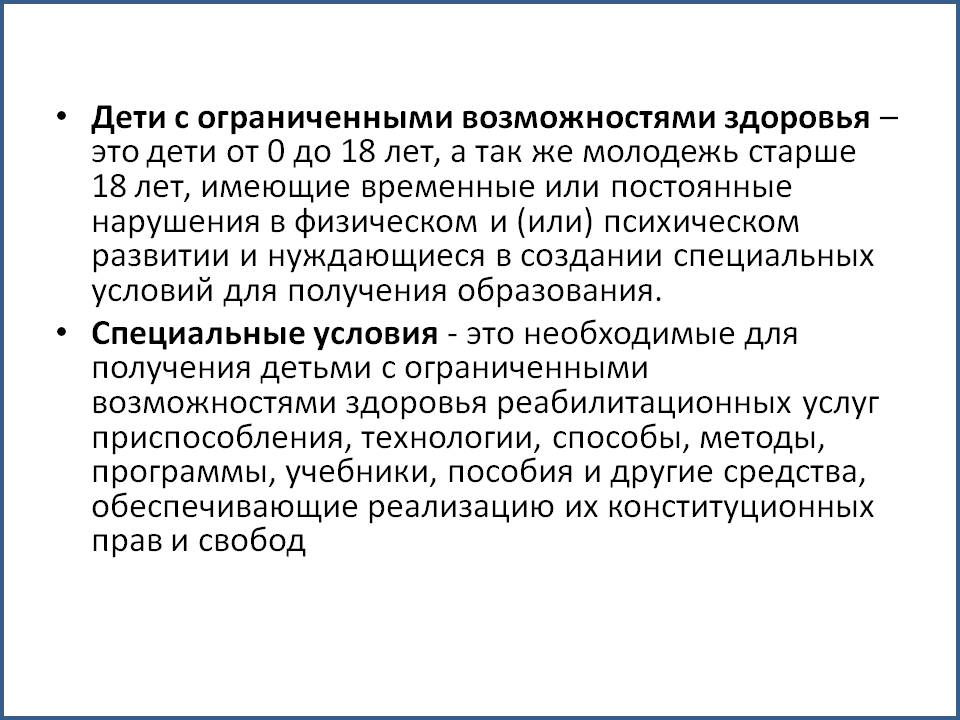 • Дети с ограниченными возможностями здоровья –
это дети от 0 до 18 лет, а так же молодежь старше
18 лет, имеющие временные или постоянные
нарушения в физическом и (или) психическом
развитии и нуждающиеся в создании специальных
условий для получения образования.
• Специальные условия - это необходимые для
получения детьми с ограниченными
возможностями здоровья реабилитационных услуг
приспособления, технологии, способы, методы,
программы, учебники, пособия и другие средства,
обеспечивающие реализацию их конституционных
прав и свобод